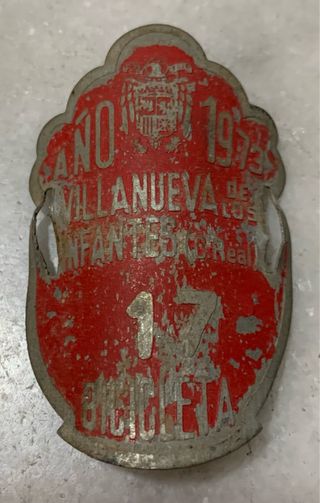 AÑO 1973
VILLANUEVA de
LOS
INFANTES (C. Real)
17
BICICLETA